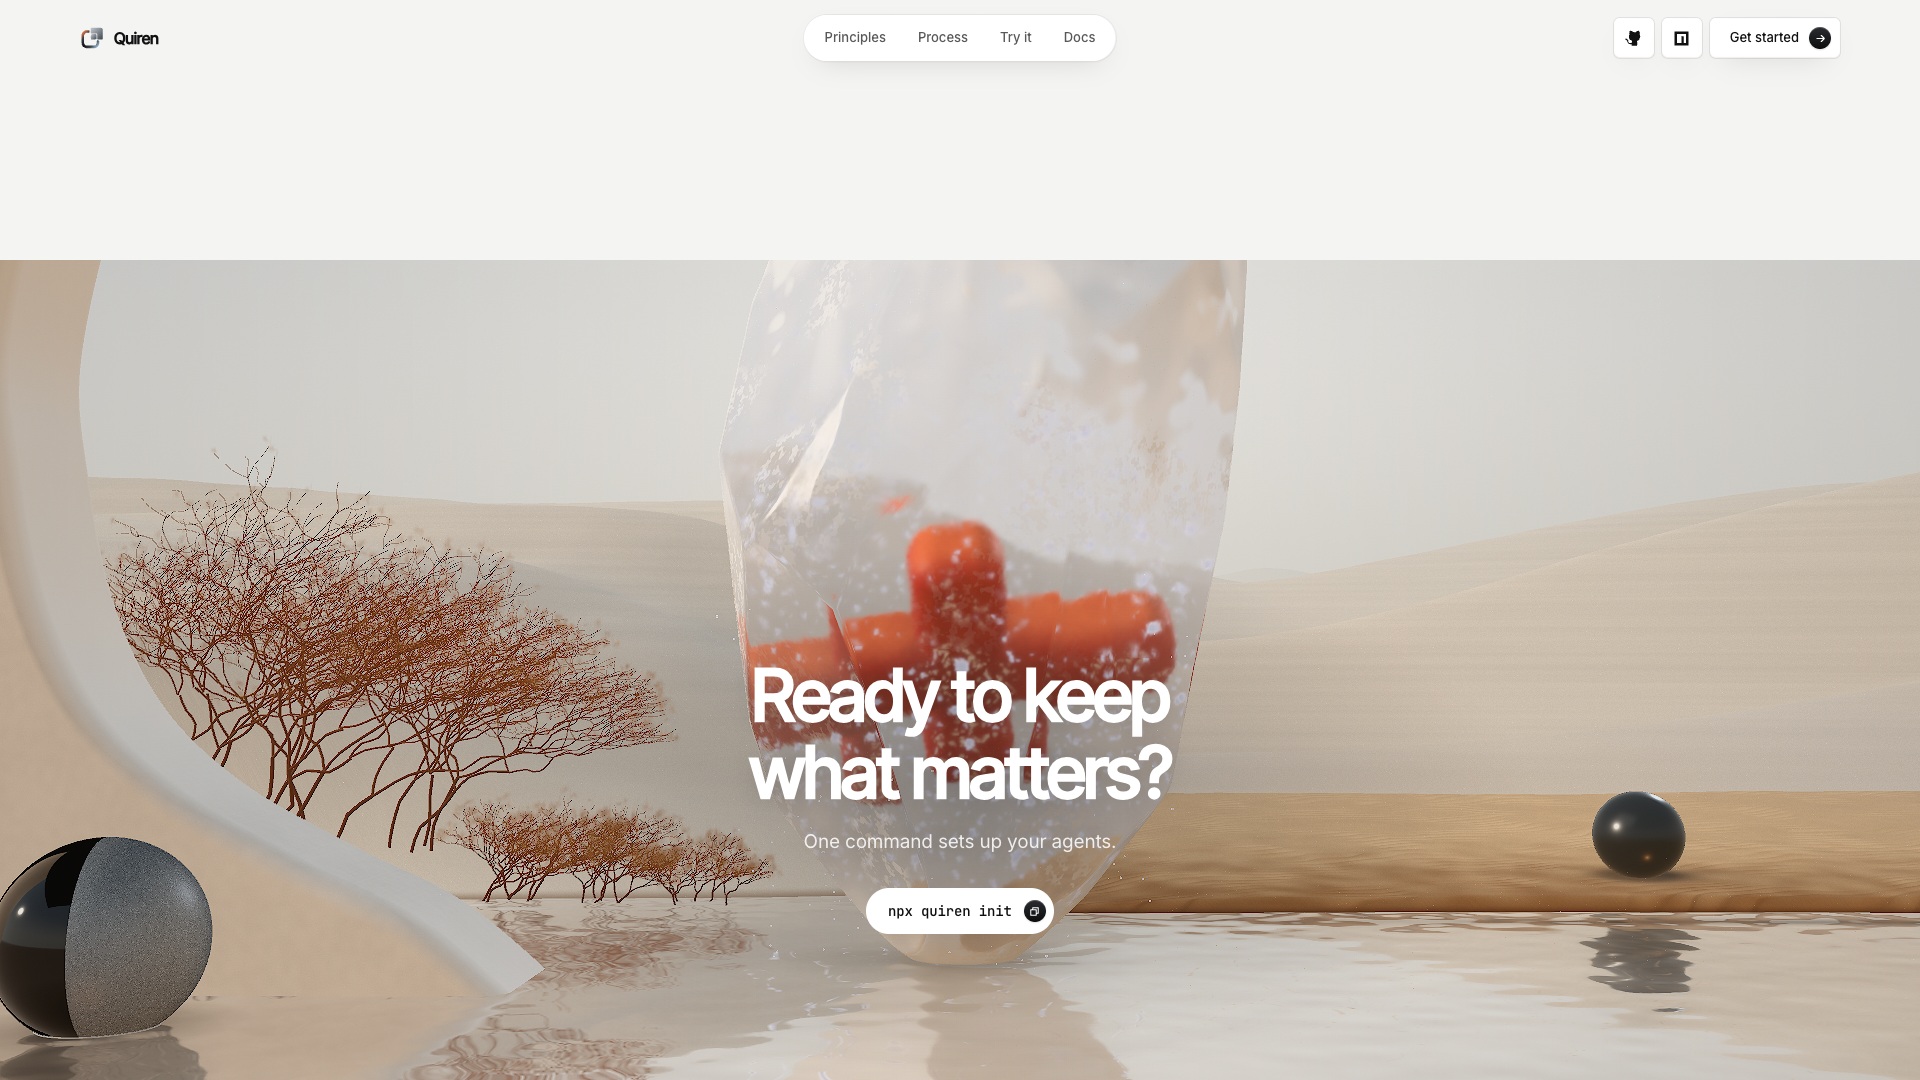 Quiren
Principles
Process
Try it
Docs
Get started
Ready to keep
what matters?
One command sets up your agents.
npx quiren init